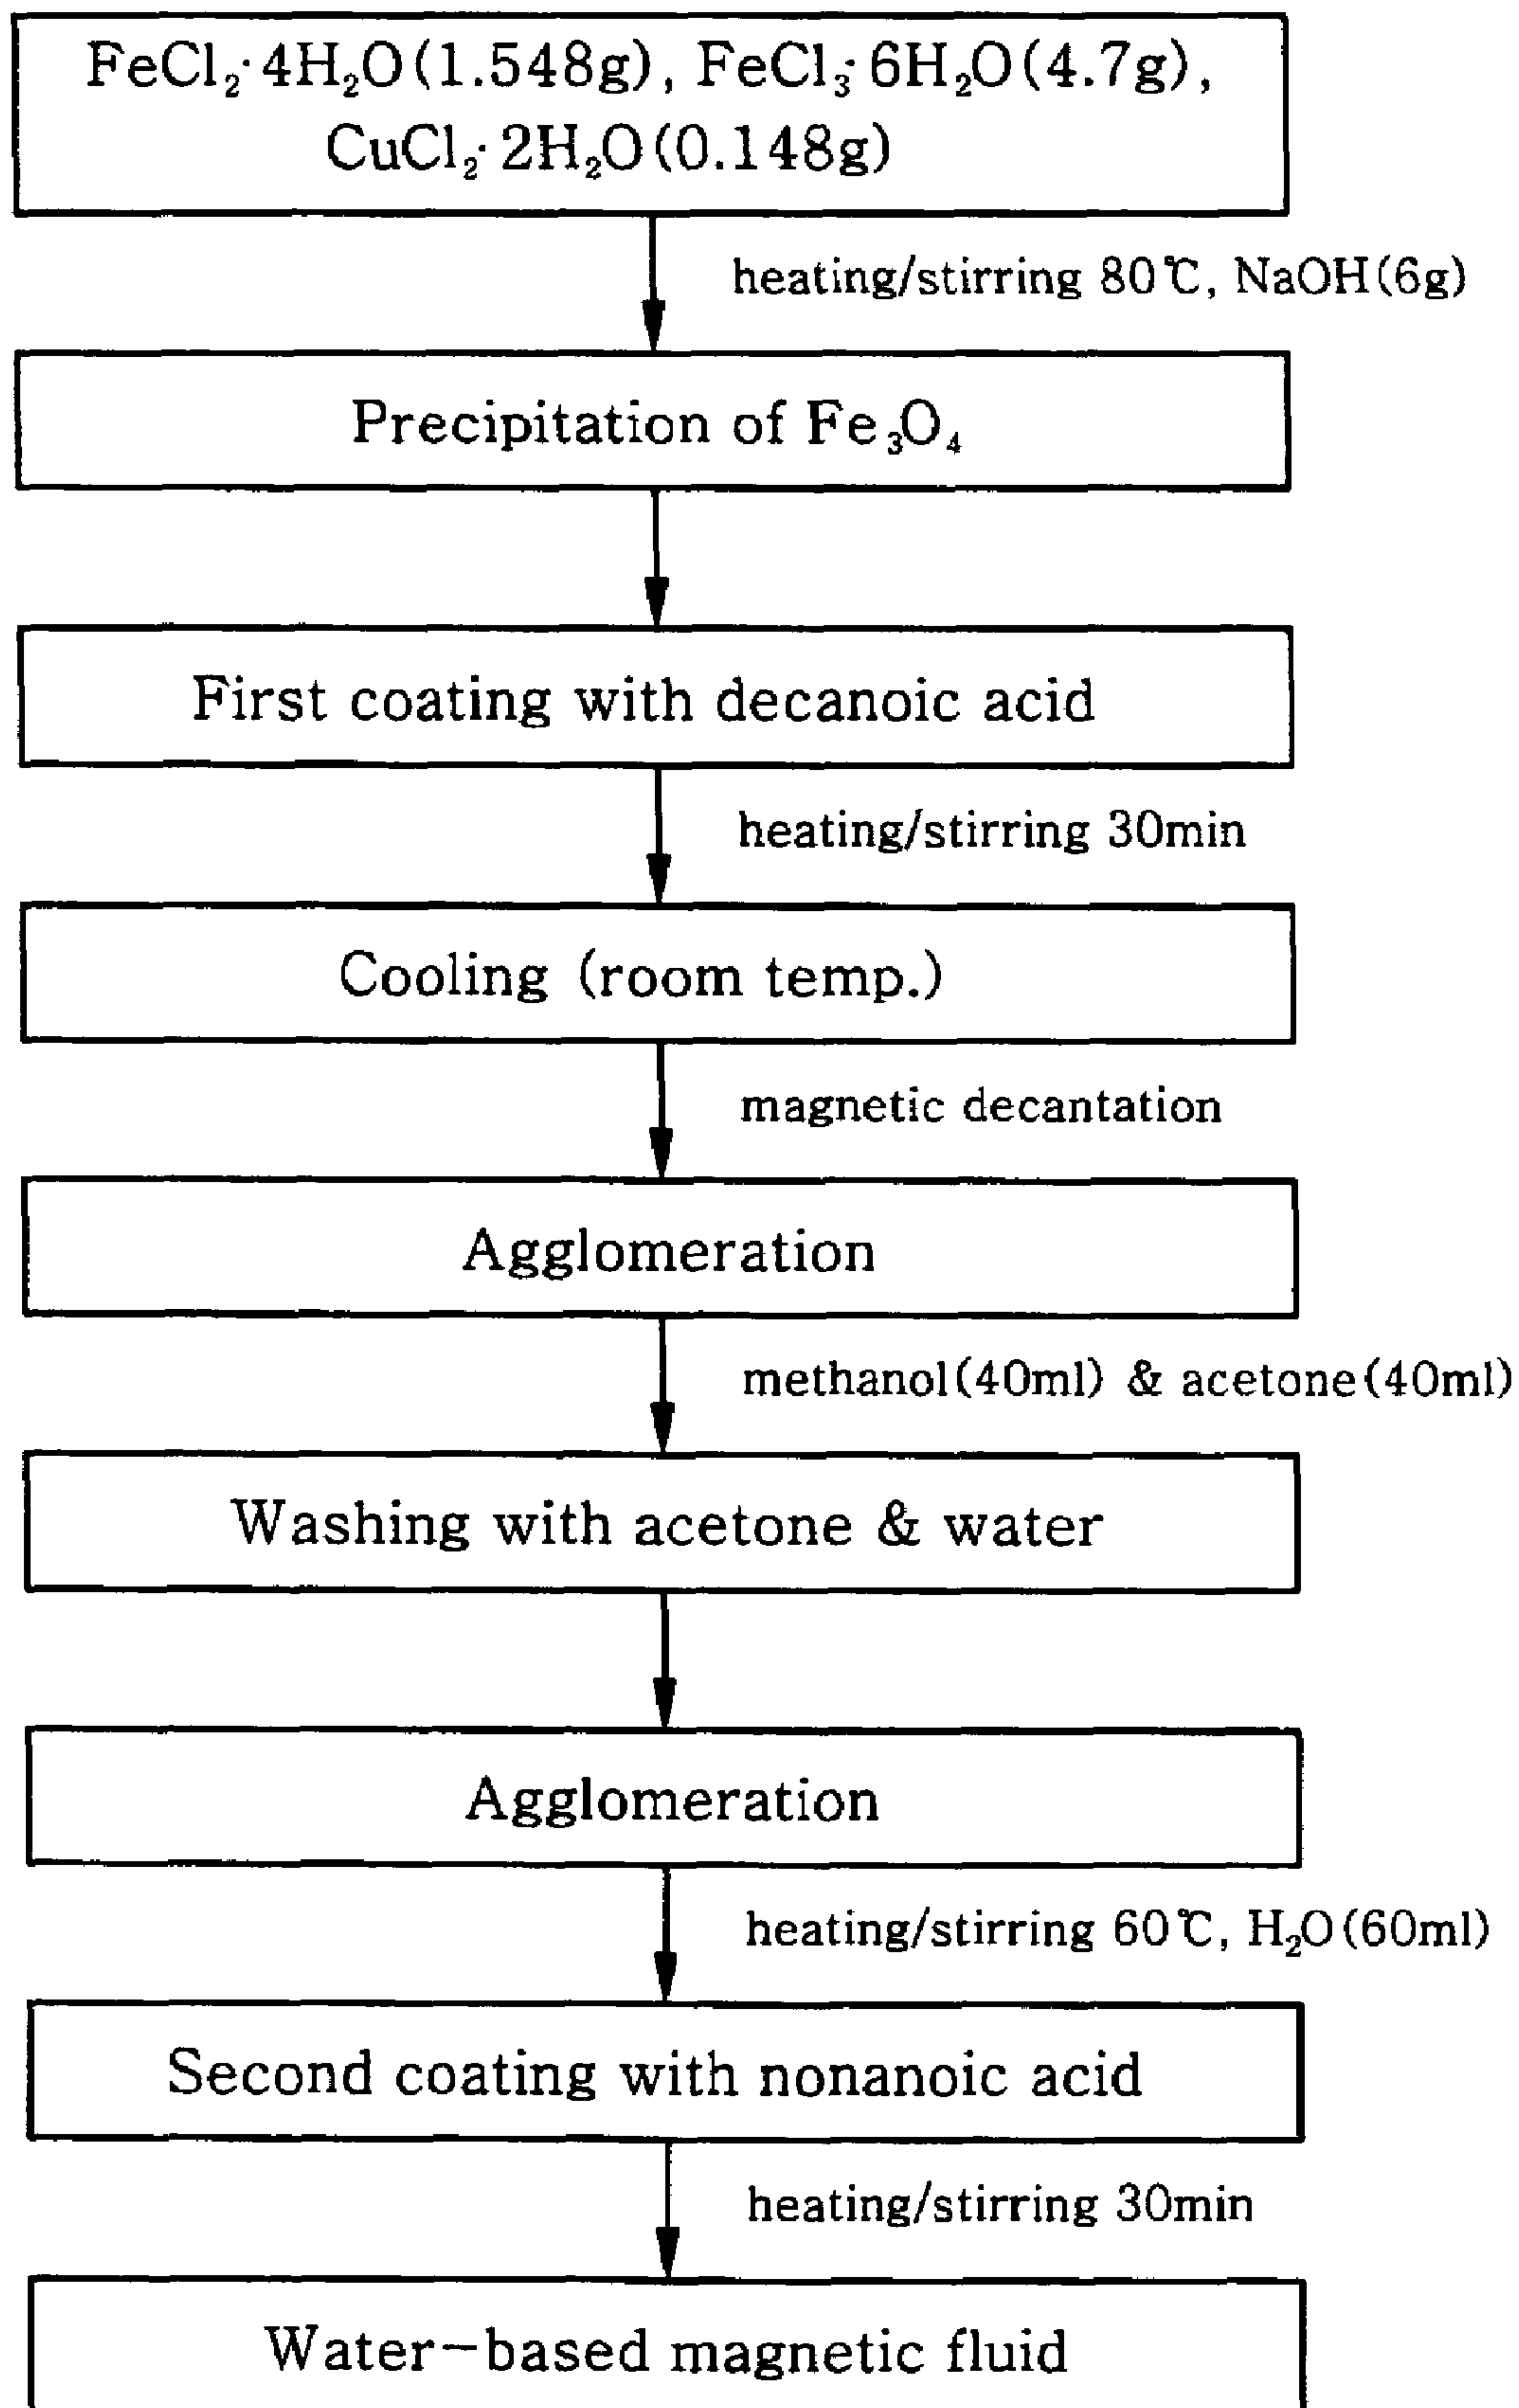 FeCl₂·4H₂O(1.548g), FeCl₃·6H₂O(4.7g),
CuCl₂·2H₂O(0.148g)
heating/stirring 80℃, NaOH(6g)
Precipitation of Fe₃O₄
First coating with decanoic acid
heating/stirring 30min
Cooling (room temp.)
magnetic decantation
Agglomeration
methanol(40ml) & acetone(40ml)
Washing with acetone & water
Agglomeration
heating/stirring 60℃, H₂O(60ml)
Second coating with nonanoic acid
heating/stirring 30min
Water-based magnetic fluid